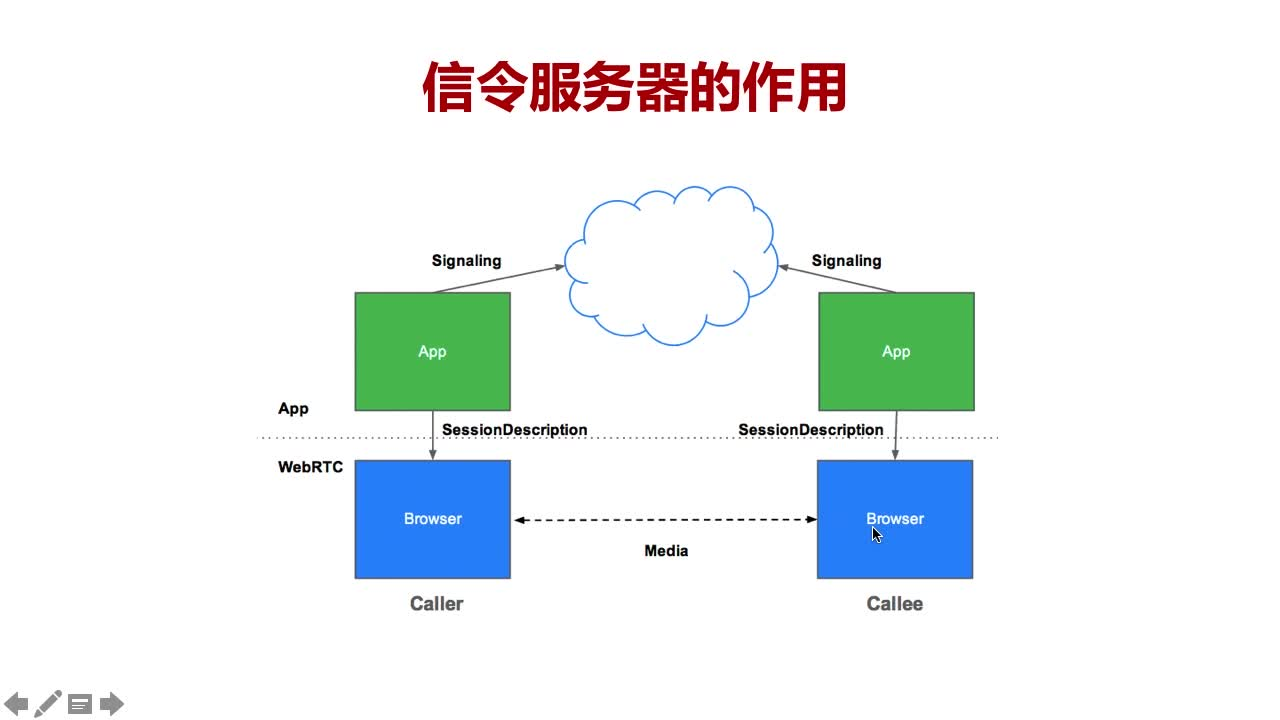 信令服务器的作用
Signaling
Signaling
App
App
App
SessionDescription
SessionDescription
WebRTC
Browser
Browser
Media
Caller
Callee